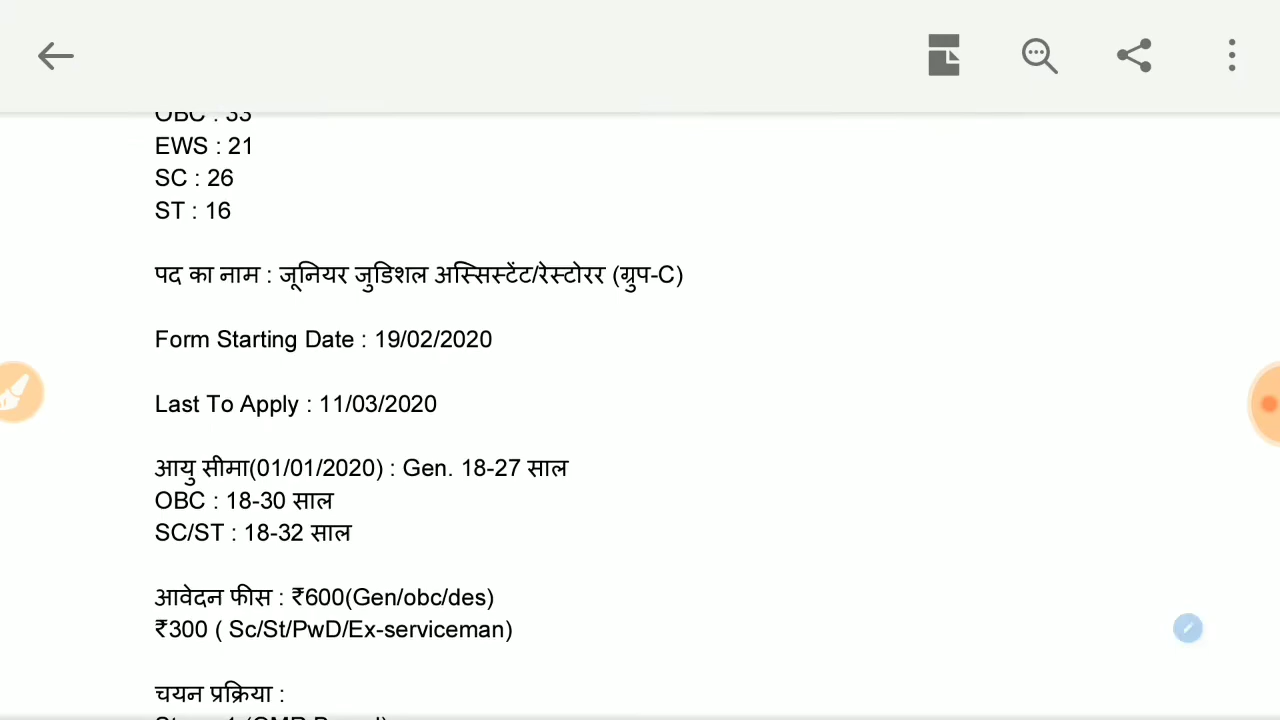 OBC : 33
EWS : 21
SC : 26
ST : 16
पद का नाम : जूनियर जुडिशल अस्सिस्टेंट/रेस्टोरर (ग्रुप-C)
Form Starting Date : 19/02/2020
Last To Apply : 11/03/2020
आयु सीमा(01/01/2020) : Gen. 18-27 साल
OBC : 18-30 साल
SC/ST : 18-32 साल
आवेदन फीस : ₹600(Gen/obc/des)
₹300 ( Sc/St/PwD/Ex-serviceman)
चयन प्रक्रिया :